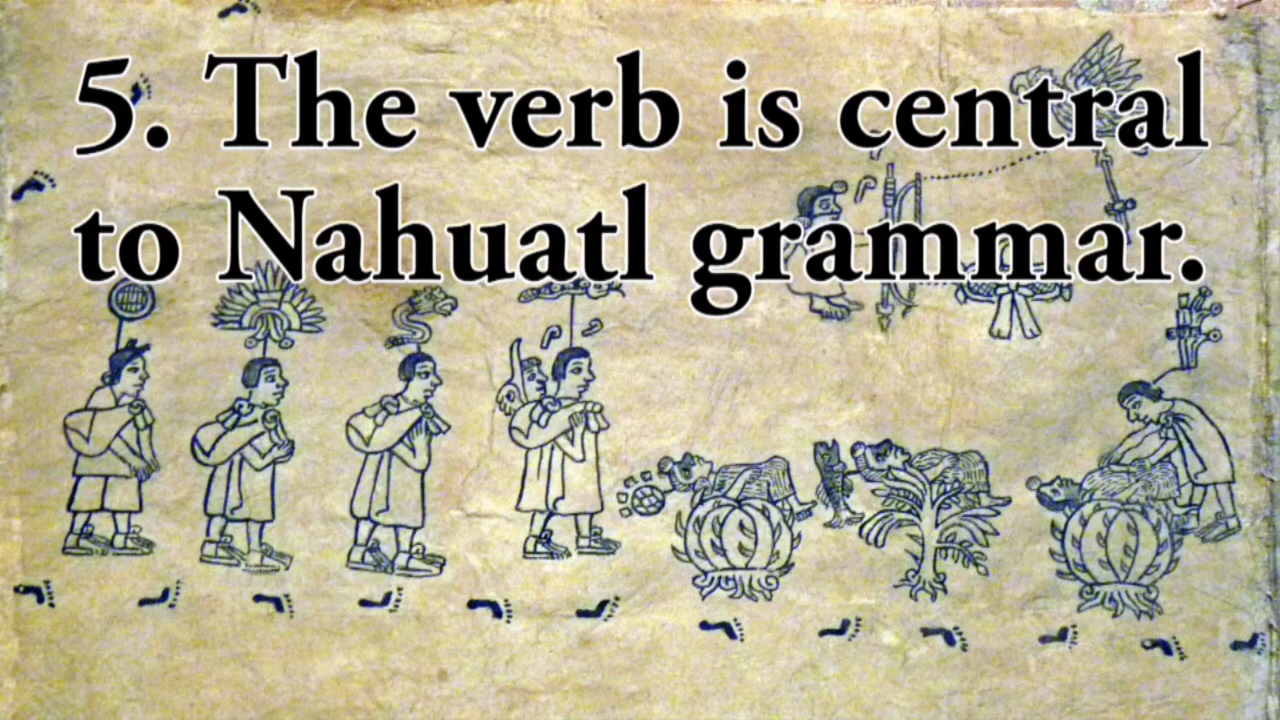 5. The verb is central
to Nahuatl grammar.